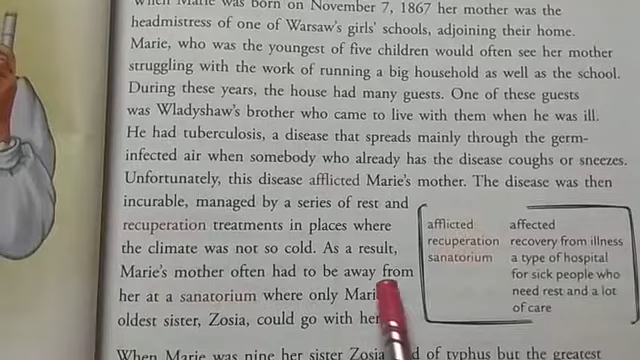 When Marie was born on November 7, 1867 her mother was the
headmistress of one of Warsaw's girls' schools, adjoining their home.
Marie, who was the youngest of five children would often see her mother
struggling with the work of running a big household as well as the school.
During these years, the house had many guests. One of these guests
was Wladyshaw's brother who came to live with them when he was ill.
He had tuberculosis, a disease that spreads mainly through the germ-
infected air when somebody who already has the disease coughs or sneezes.
Unfortunately, this disease afflicted Marie's mother. The disease was then
incurable, managed by a series of rest and
recuperation treatments in places where
the climate was not so cold. As a result,
Marie's mother often had to be away from
her at a sanatorium where only Mari
oldest sister, Zosia, could go with her
afflicted affected
recuperation recovery from illness
sanatorium a type of hospital
for sick people who
need rest and a lot
of care
When Marie was nine her sister Zosia d of typhus but the greatest